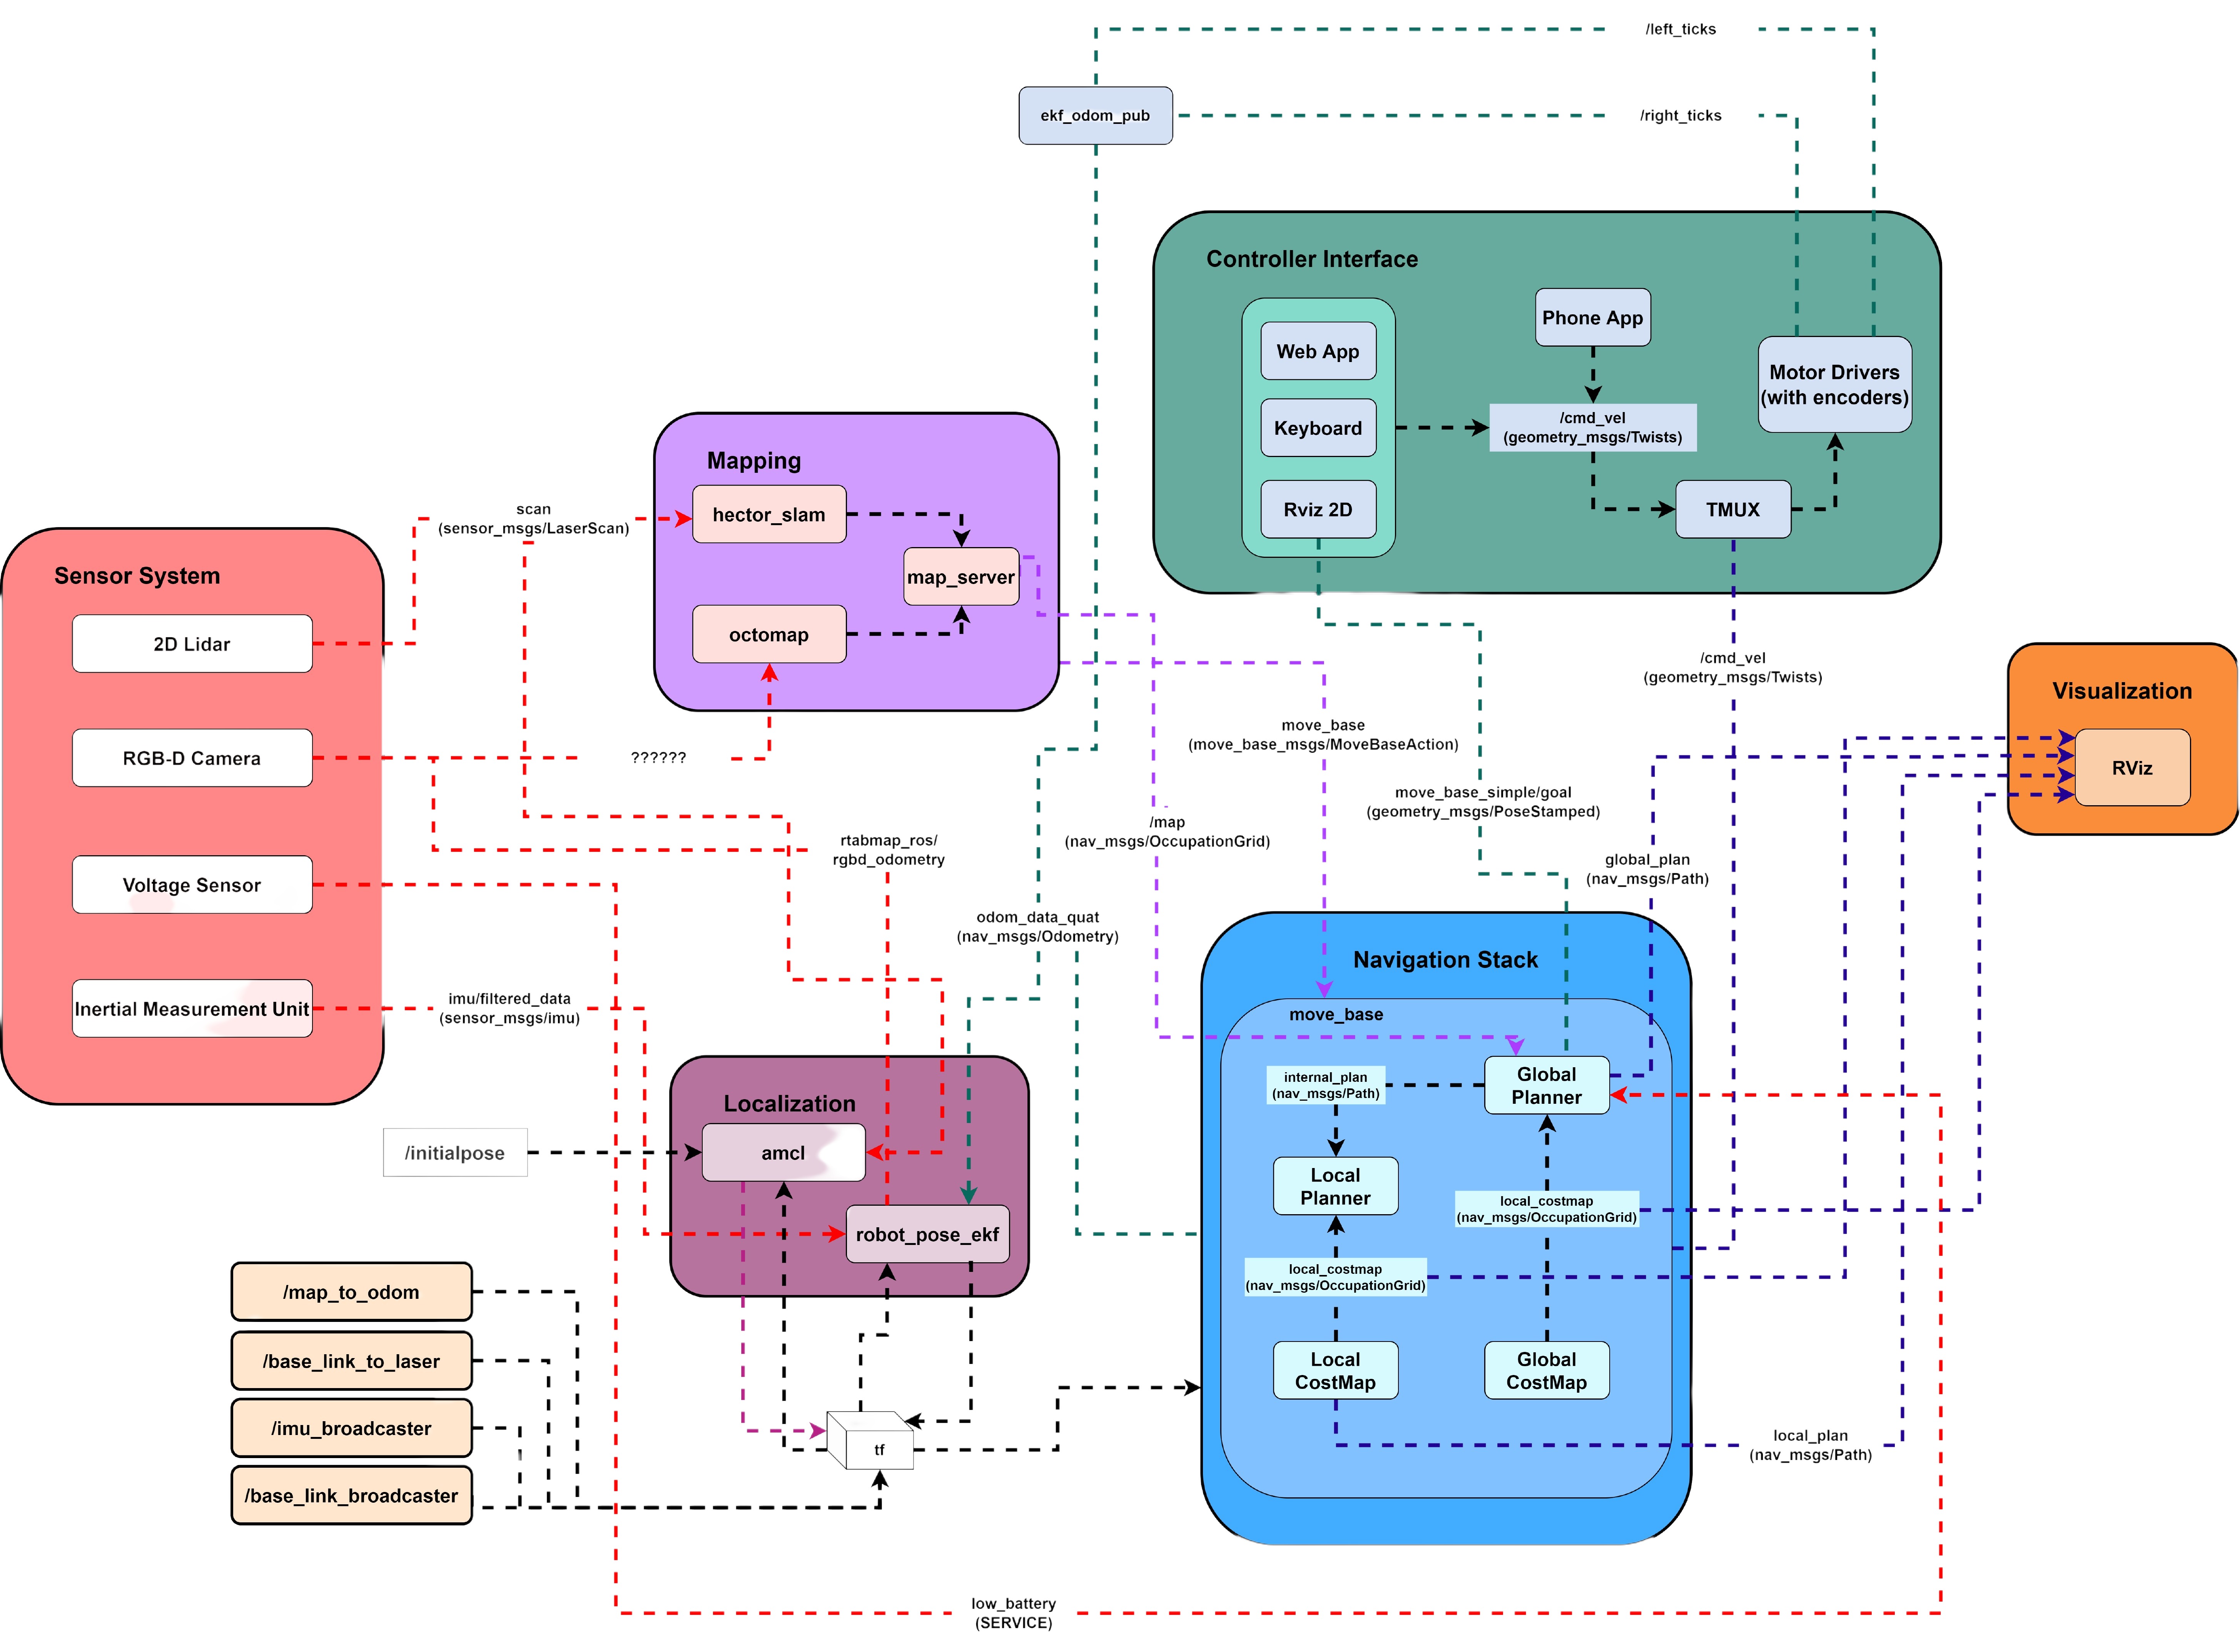 /left_ticks
ekf_odom_pub
/right_ticks
Controller Interface
Phone App
Web App
Motor Drivers
(with encoders)
/cmd_vel
(geometry_msgs/Twists)
Keyboard
Rviz 2D
TMUX
Mapping
hector_slam
map_server
octomap
scan
(sensor_msgs/LaserScan)
Sensor System
2D Lidar
RGB-D Camera
??????
Voltage Sensor
Inertial Measurement Unit
imu/filtered_data
(sensor_msgs/imu)
rtabmap_ros/
rgbd_odometry
odom_data_quat
(nav_msgs/Odometry)
/map
(nav_msgs/OccupationGrid)
move_base
(move_base_msgs/MoveBaseAction)
move_base_simple/goal
(geometry_msgs/PoseStamped)
/cmd_vel
(geometry_msgs/Twists)
global_plan
(nav_msgs/Path)
Visualization
RViz
Navigation Stack
move_base
internal_plan
(nav_msgs/Path)
Global
Planner
Local
Planner
local_costmap
(nav_msgs/OccupationGrid)
local_costmap
(nav_msgs/OccupationGrid)
Local
CostMap
Global
CostMap
local_plan
(nav_msgs/Path)
Localization
/initialpose
amcl
robot_pose_ekf
/map_to_odom
/base_link_to_laser
/imu_broadcaster
/base_link_broadcaster
tf
low_battery
(SERVICE)